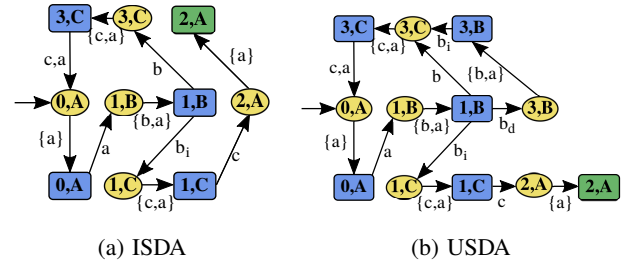 3,C 3,C 2,A
{c,a}
c,a b {a}
0,A 1,B 1,B 2,A
{b,a}
{a} a b_i c
0,A 1,C 1,C
{c,a}
(a) ISDA
3,C 3,C b_i 3,B
{c,a}
c,a b {b,a}
0,A 1,B 1,B 3,B
{b,a} b_d
{a} a b_i
0,A 1,C 1,C 2,A 2,A
{c,a} c {a}
(b) USDA